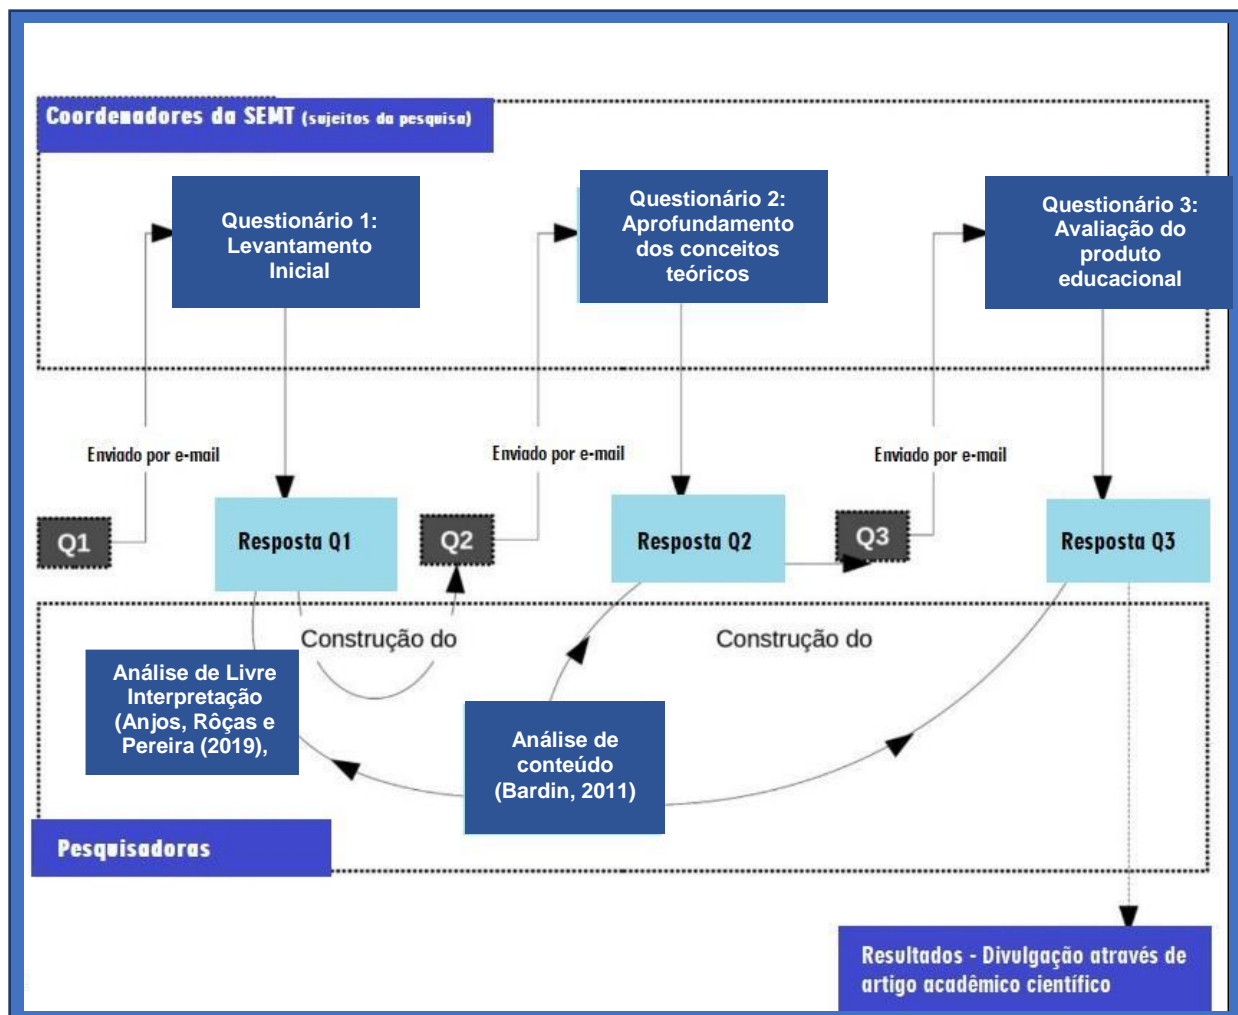 Coordenadores da SEMT (sujeitos da pesquisa)
Questionário 1:
Levantamento
Inicial
Questionário 2:
Aprofundamento
dos conceitos
teóricos
Questionário 3:
Avaliação do
produto
educacional
Enviado por e-mail
Enviado por e-mail
Enviado por e-mail
Q1
Resposta Q1
Q2
Resposta Q2
Q3
Resposta Q3
Construção do
Construção do
Análise de Livre
Interpretação
(Anjos, Rôças e
Pereira (2019),
Análise de
conteúdo
(Bardin, 2011)
Pesquisadoras
Resultados - Divulgação através de
artigo acadêmico científico